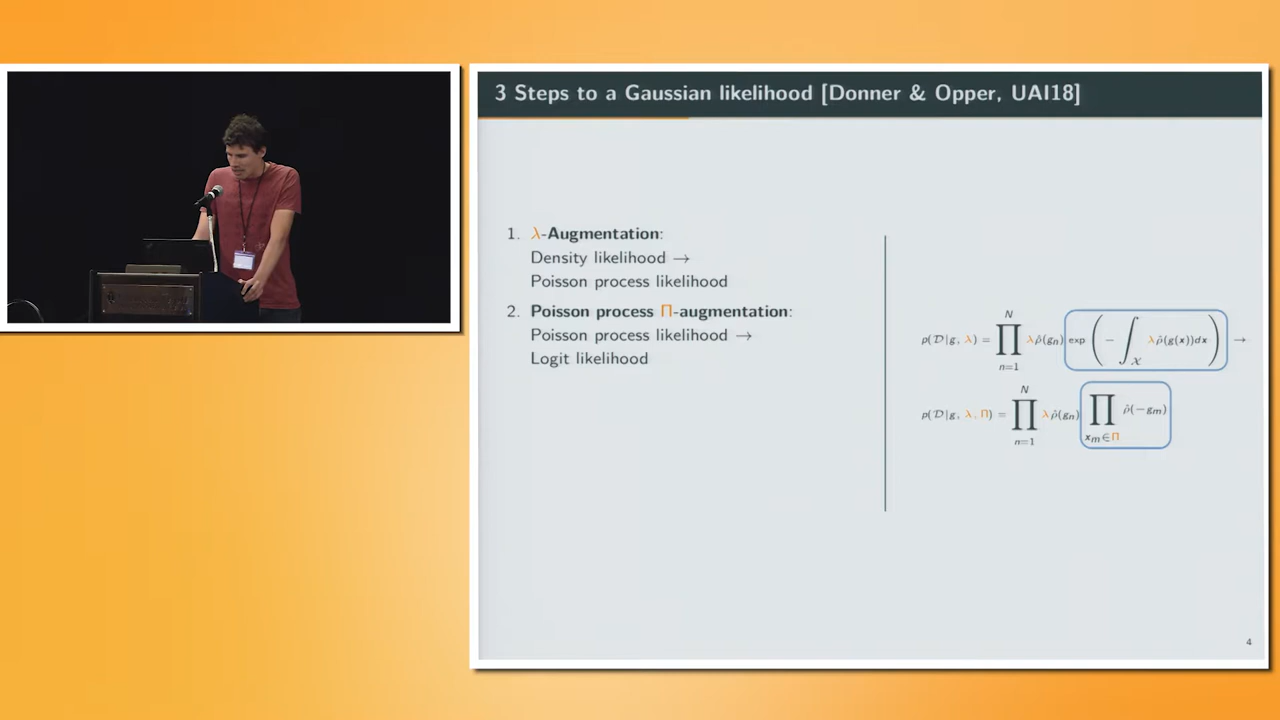 3 Steps to a Gaussian likelihood [Donner & Opper, UAI18]
1. λ-Augmentation:
Density likelihood →
Poisson process likelihood
2. Poisson process Π-augmentation:
Poisson process likelihood →
Logit likelihood
p(𝒟|g, λ) = ∏_{n=1}^{N} λρ̂(g_n) exp(−∫_𝒳 λρ̂(g(x))dx) →
p(𝒟|g, λ, Π) = ∏_{n=1}^{N} λρ̂(g_n) ∏_{x_m∈Π} ρ̂(−g_m)
4